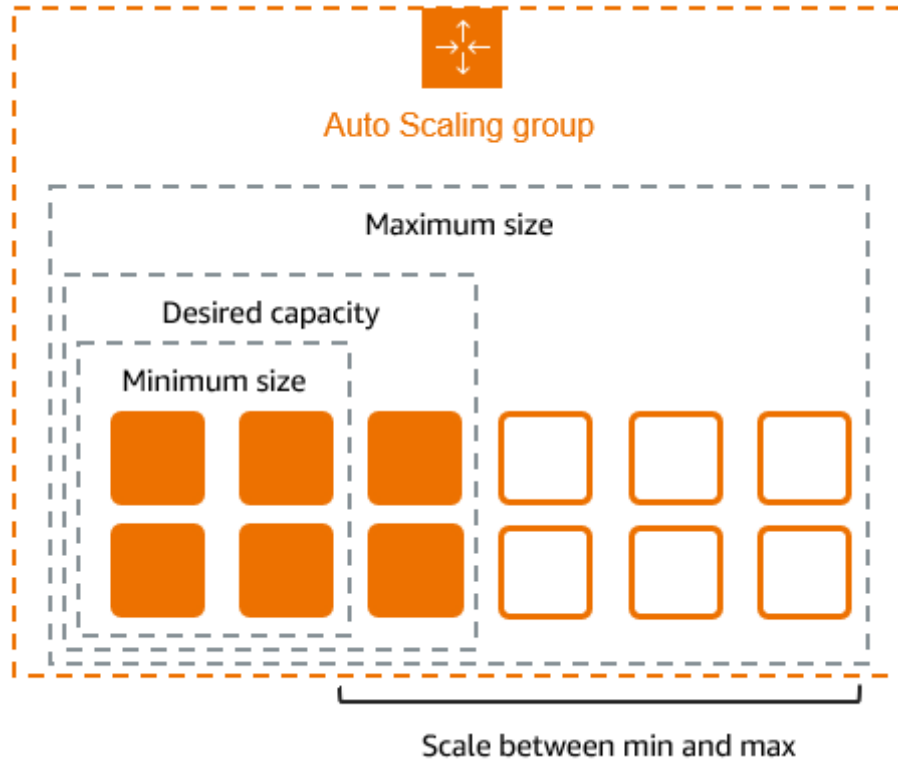 Auto Scaling group
Maximum size
Desired capacity
Minimum size
Scale between min and max